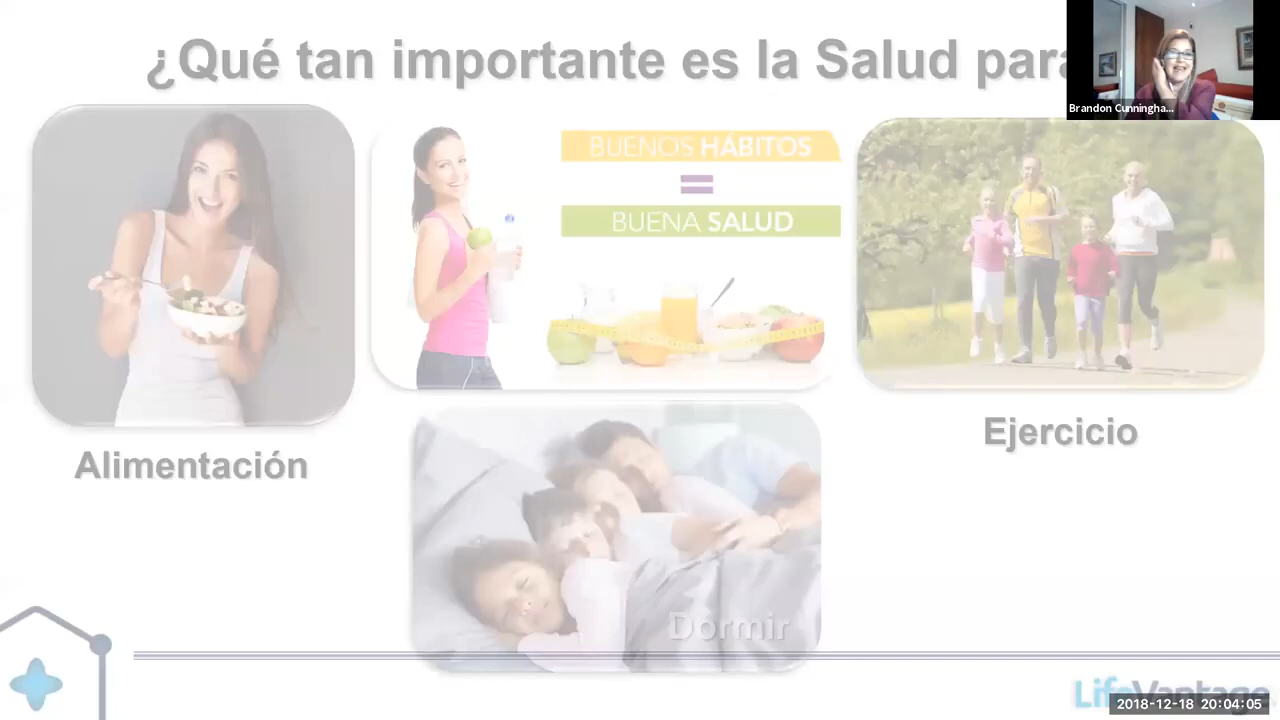 ¿Qué tan importante es la Salud para
Brandon Cunningha...
BUENOS HÁBITOS
=
BUENA SALUD
Ejercicio
Alimentación
Dormir
LifeVantage
2018-12-18 20:04:05